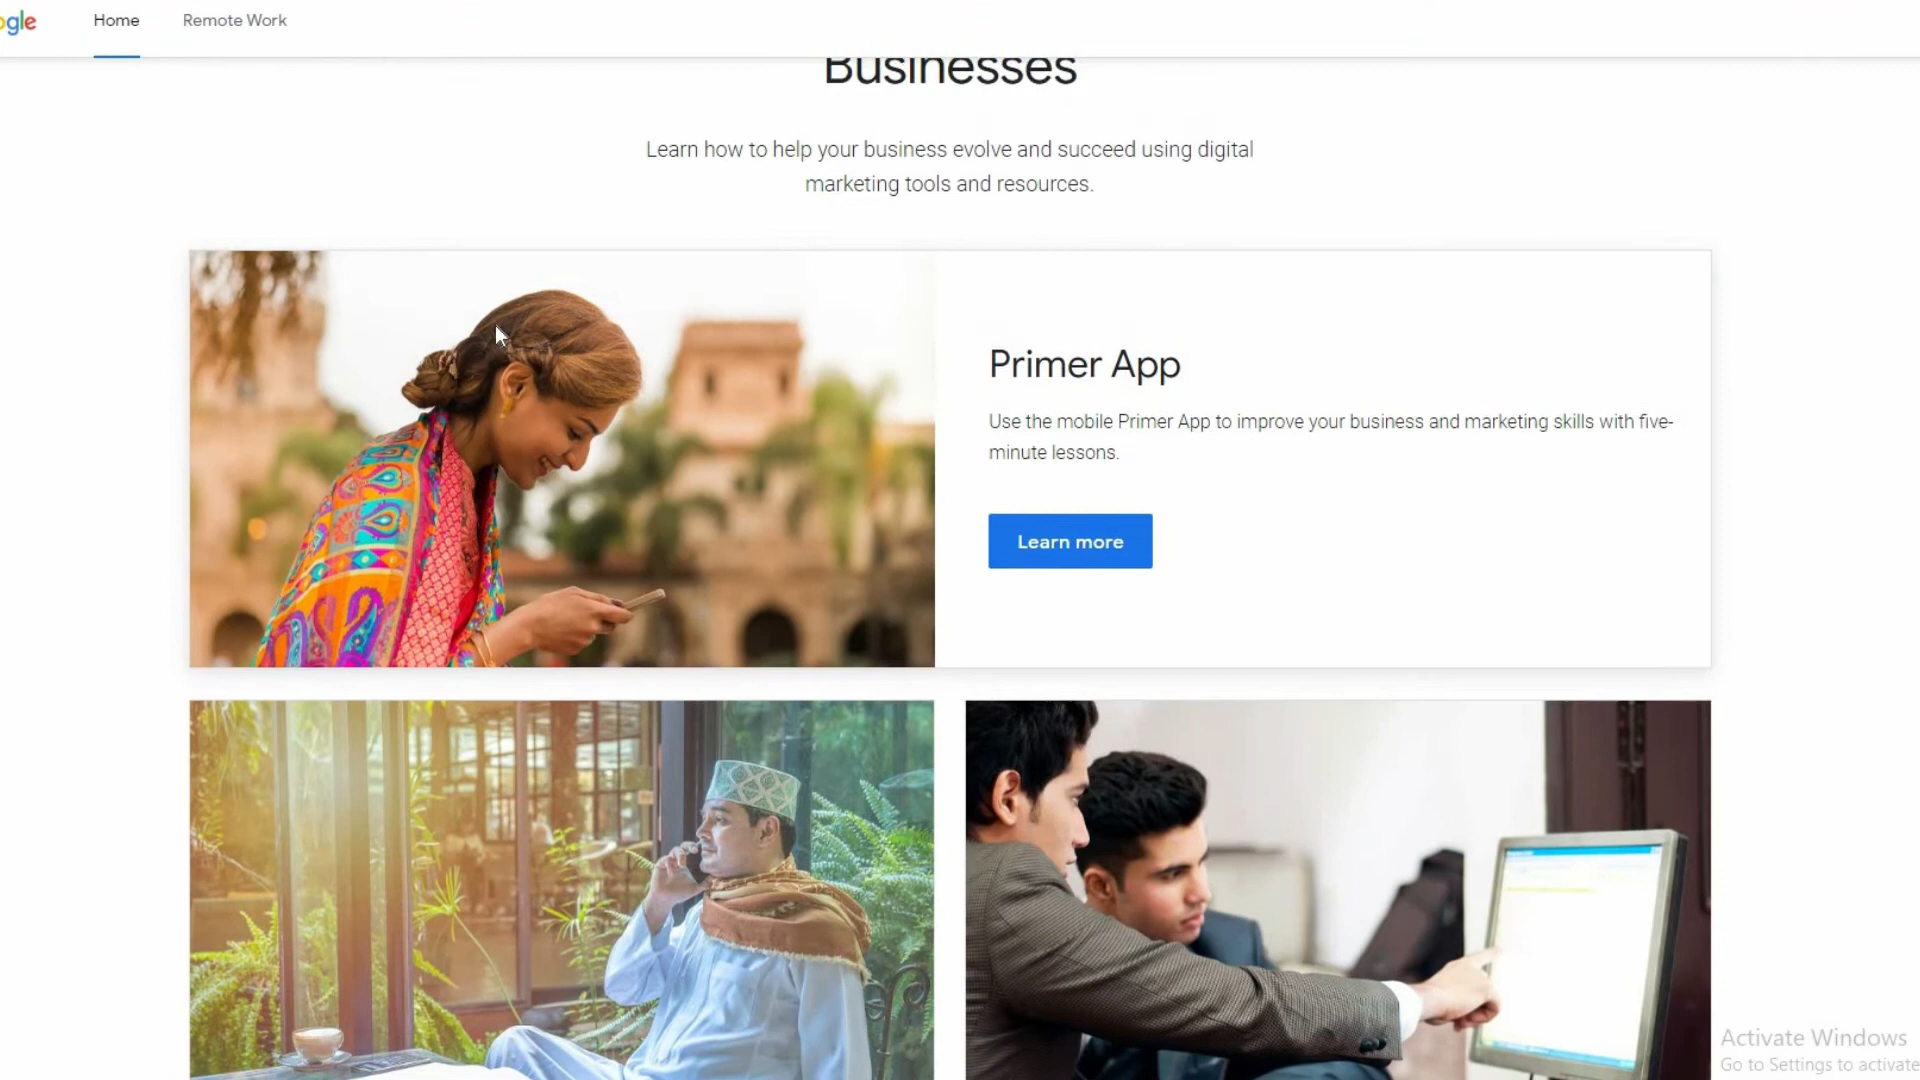 ogle
Home
Remote Work
Businesses
Learn how to help your business evolve and succeed using digital
marketing tools and resources.
Primer App
Use the mobile Primer App to improve your business and marketing skills with five-
minute lessons.
Learn more
Activate Windows
Go to Settings to activate